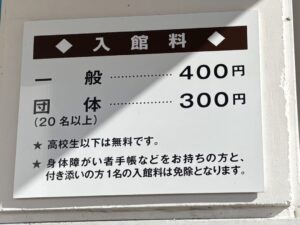 ◆ 入館料 ◆
一般 ……… 400円
団体 ……… 300円
(20名以上)
★ 高校生以下は無料です。
★ 身体障がい者手帳などをお持ちの方と、
付き添いの方1名の入館料は免除となります。